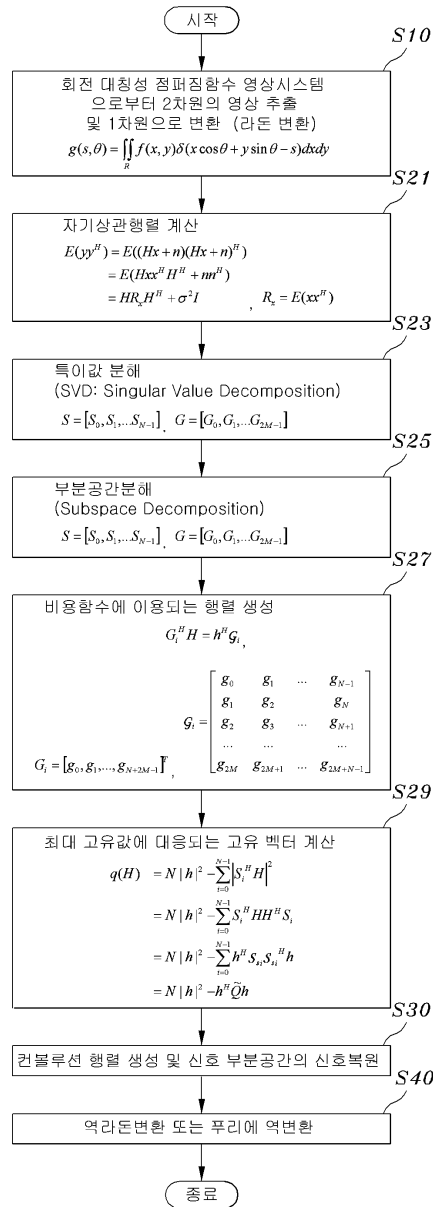 시작
S10
회전 대칭성 점퍼짐함수 영상시스템
으로부터 2차원의 영상 추출
및 1차원으로 변환 (라돈 변환)
g(s,θ) = ∬_R f(x,y)δ(x cosθ + y sinθ − s)dxdy
S21
자기상관행렬 계산
E(yy^H) = E((Hx+n)(Hx+n)^H)
= E(Hxx^H H^H + nn^H)
= HR_x H^H + σ²I , R_x = E(xx^H)
S23
특이값 분해
(SVD: Singular Value Decomposition)
S = [S_0, S_1, ... S_{N-1}], G = [G_0, G_1, ... G_{2M-1}]
S25
부분공간분해
(Subspace Decomposition)
S = [S_0, S_1, ... S_{N-1}], G = [G_0, G_1, ... G_{2M-1}]
S27
비용함수에 이용되는 행렬 생성
G_i^H H = h^H 𝒢_i,
g_0 g_1 ... g_{N-1}
g_1 g_2 g_N
𝒢_i = g_2 g_3 ... g_{N+1}
... ... ...
G_i = [g_0, g_1, ..., g_{N+2M-1}]^T, g_{2M} g_{2M+1} ... g_{2M+N-1}
S29
최대 고유값에 대응되는 고유 벡터 계산
q(H) = N|h|² − ∑_{i=0}^{N-1} |S_i^H H|²
= N|h|² − ∑_{i=0}^{N-1} S_i^H HH^H S_i
= N|h|² − ∑_{i=0}^{N-1} h^H S_{si} S_{si}^H h
= N|h|² − h^H Q̃h
S30
컨볼루션 행렬 생성 및 신호 부분공간의 신호복원
S40
역라돈변환 또는 푸리에 역변환
종료